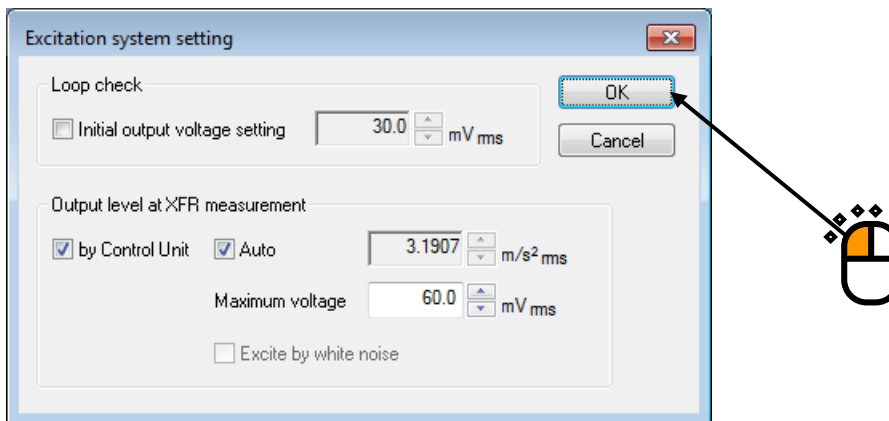 Excitation system setting
Loop check
Initial output voltage setting 30.0 mV rms
OK
Cancel
Output level at XFR measurement
by Control Unit Auto 3.1907 m/s² rms
Maximum voltage 60.0 mV rms
Excite by white noise